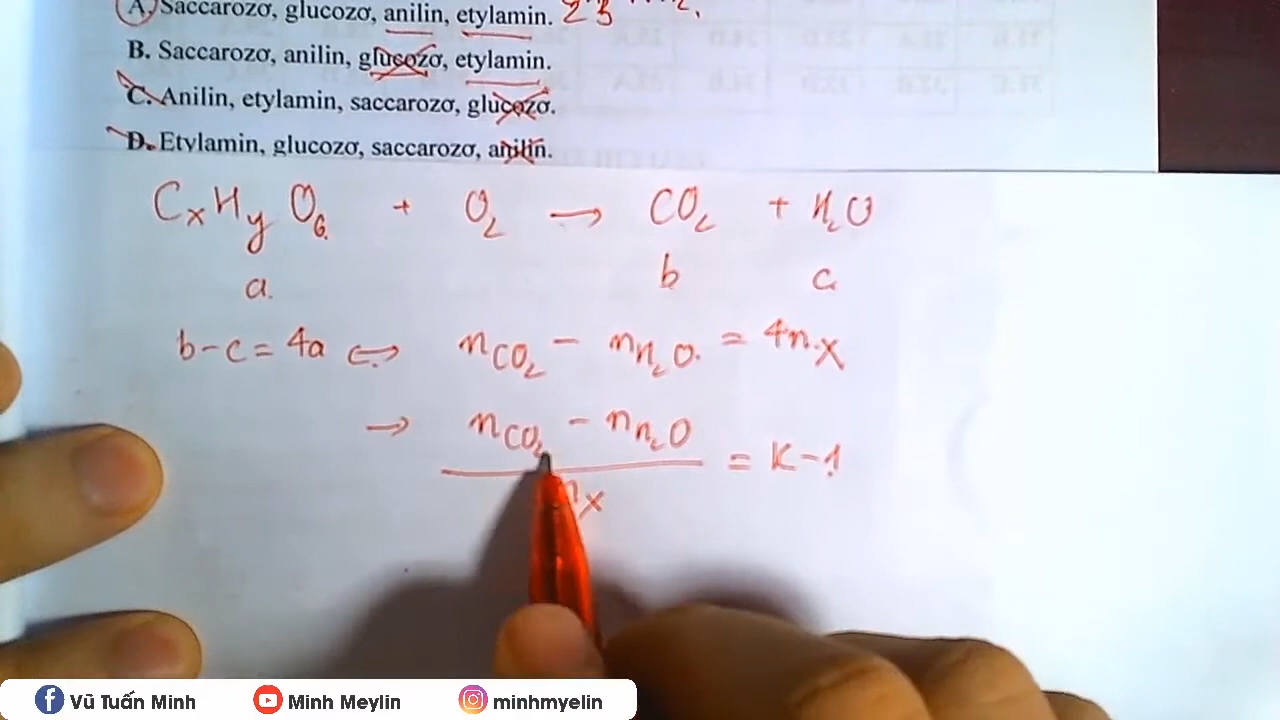 A. Saccarozơ, glucozơ, anilin, etylamin.
B. Saccarozơ, anilin, glucozơ, etylamin.
C. Anilin, etylamin, saccarozơ, glucozơ.
D. Etylamin, glucozơ, saccarozơ, anilin.
CxHyO6 + O2 → CO2 + H2O
a b c
b-c = 4a <=> nCO2 - nH2O = 4n.X
→ nCO2 - nH2O
= K-1
nX
Vũ Tuấn Minh Minh Meylin minhmyelin